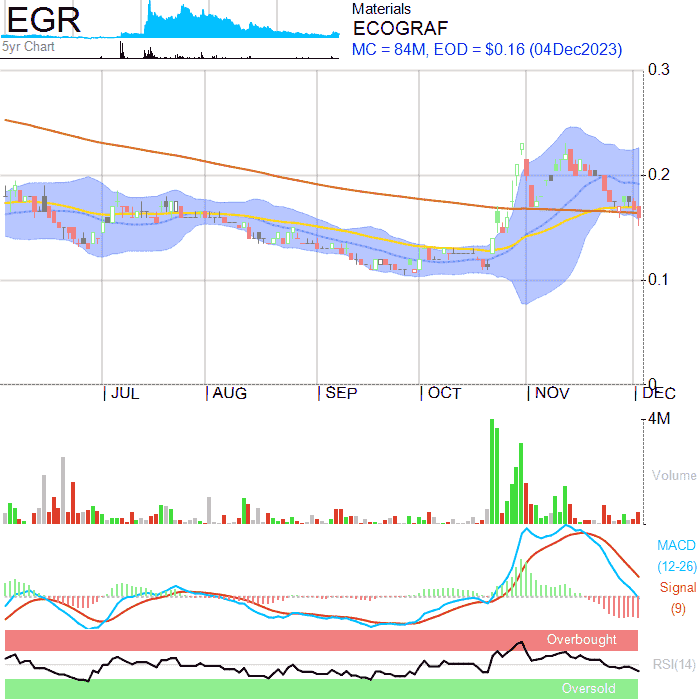 EGR
5yr Chart
Materials
ECOGRAF
MC = 84M, EOD = $0.16 (04Dec2023)
0.3
0.2
0.1
0
JUL
AUG
SEP
OCT
NOV
DEC
4M
Volume
MACD
(12-26)
Signal
(9)
Overbought
RSI(14)
Oversold